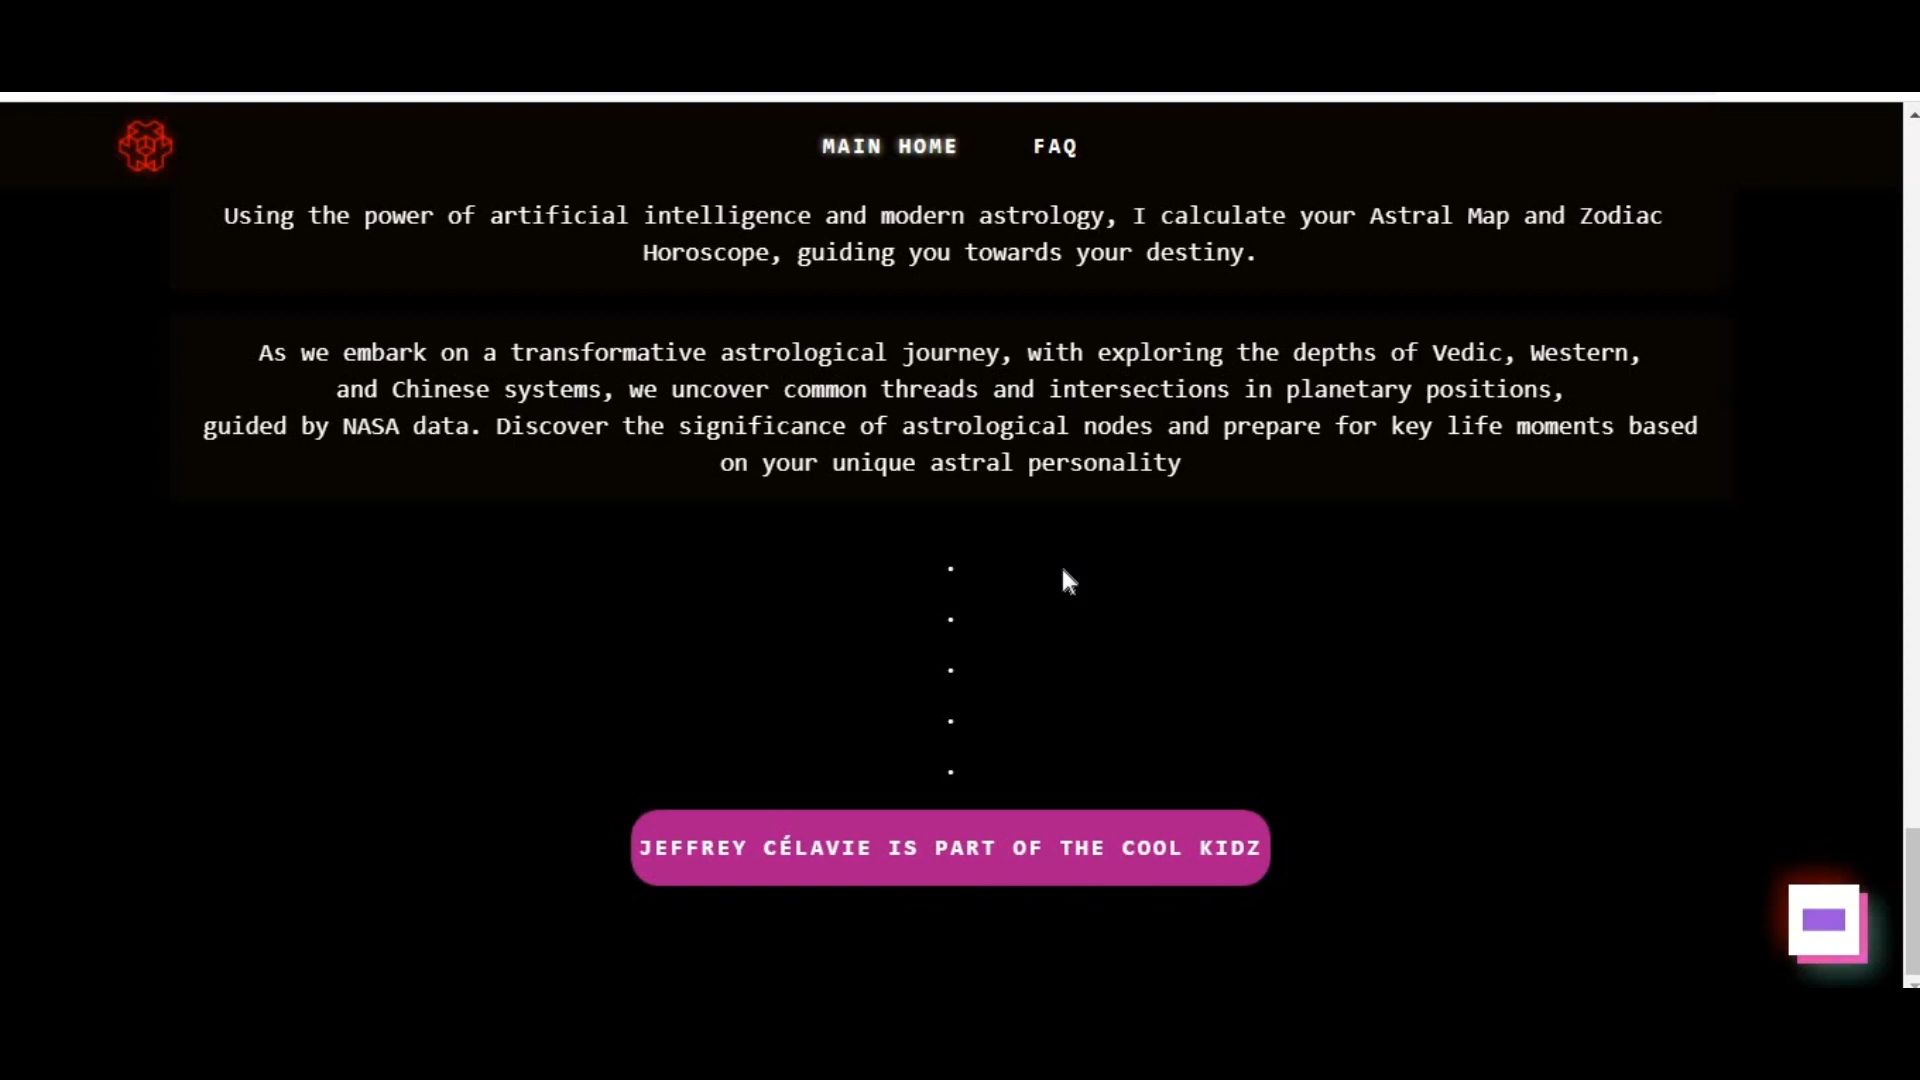 MAIN HOME FAQ
Using the power of artificial intelligence and modern astrology, I calculate your Astral Map and Zodiac
Horoscope, guiding you towards your destiny.
As we embark on a transformative astrological journey, with exploring the depths of Vedic, Western,
and Chinese systems, we uncover common threads and intersections in planetary positions,
guided by NASA data. Discover the significance of astrological nodes and prepare for key life moments based
on your unique astral personality
.
.
.
.
.
JEFFREY CÉLAVIE IS PART OF THE COOL KIDZ